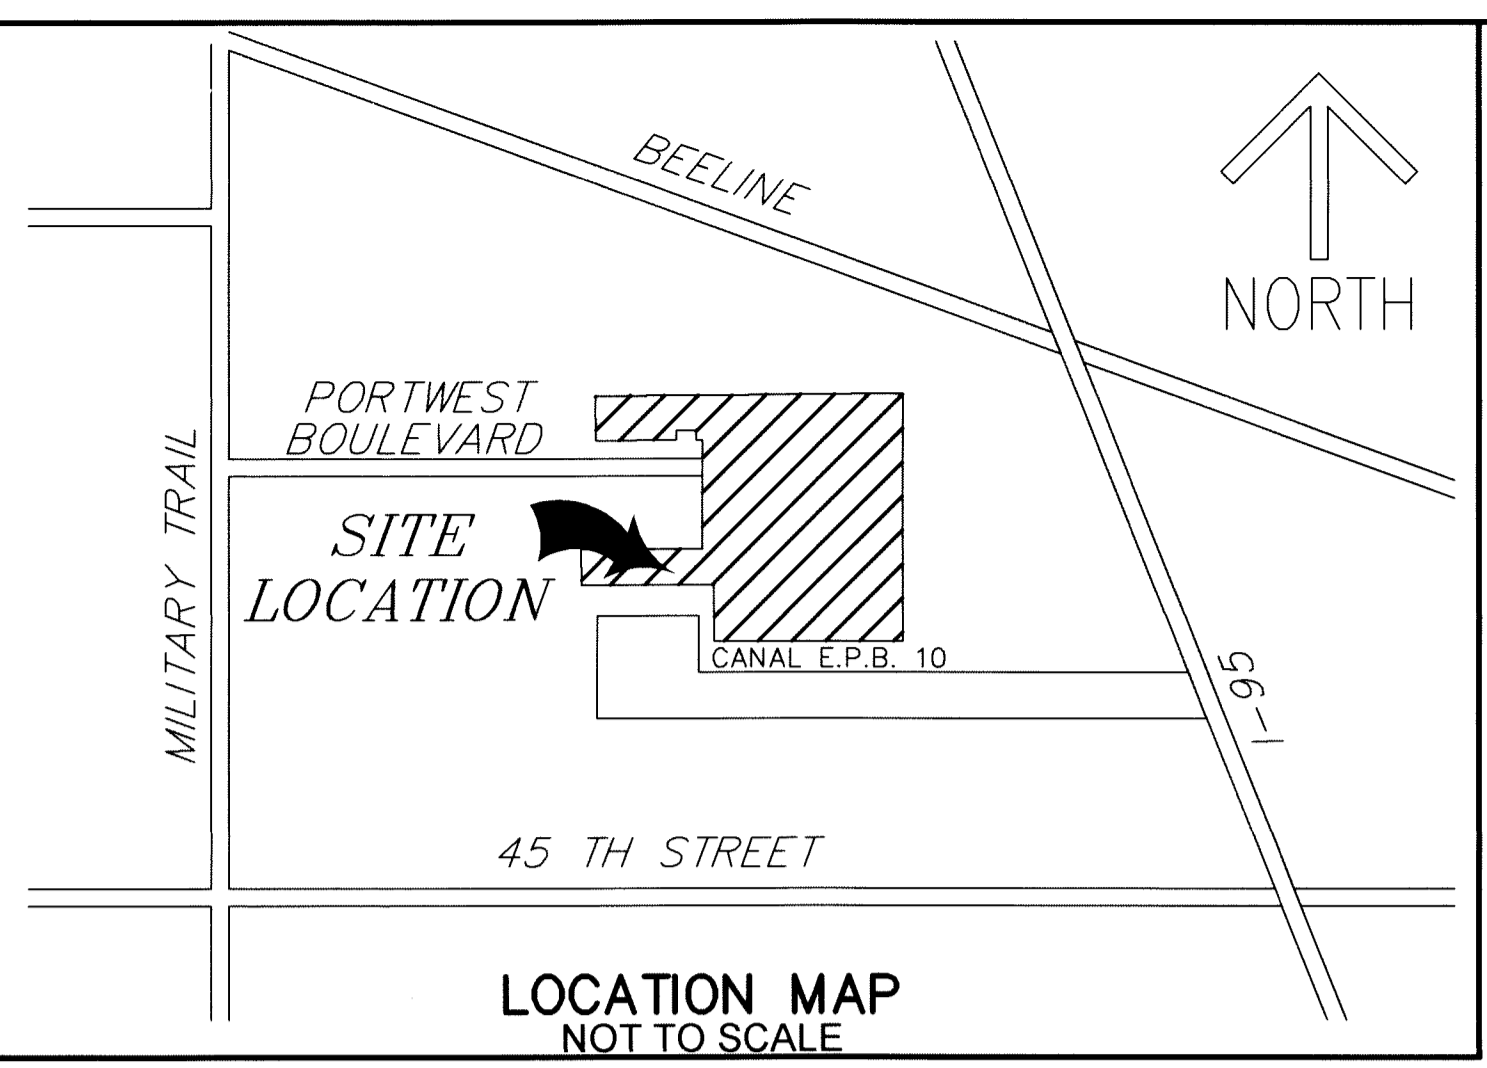 BEELINE
NORTH
PORTWEST
BOULEVARD
MILITARY TRAIL
SITE
LOCATION
CANAL E.P.B. 10
I-95
45 TH STREET
LOCATION MAP
NOT TO SCALE